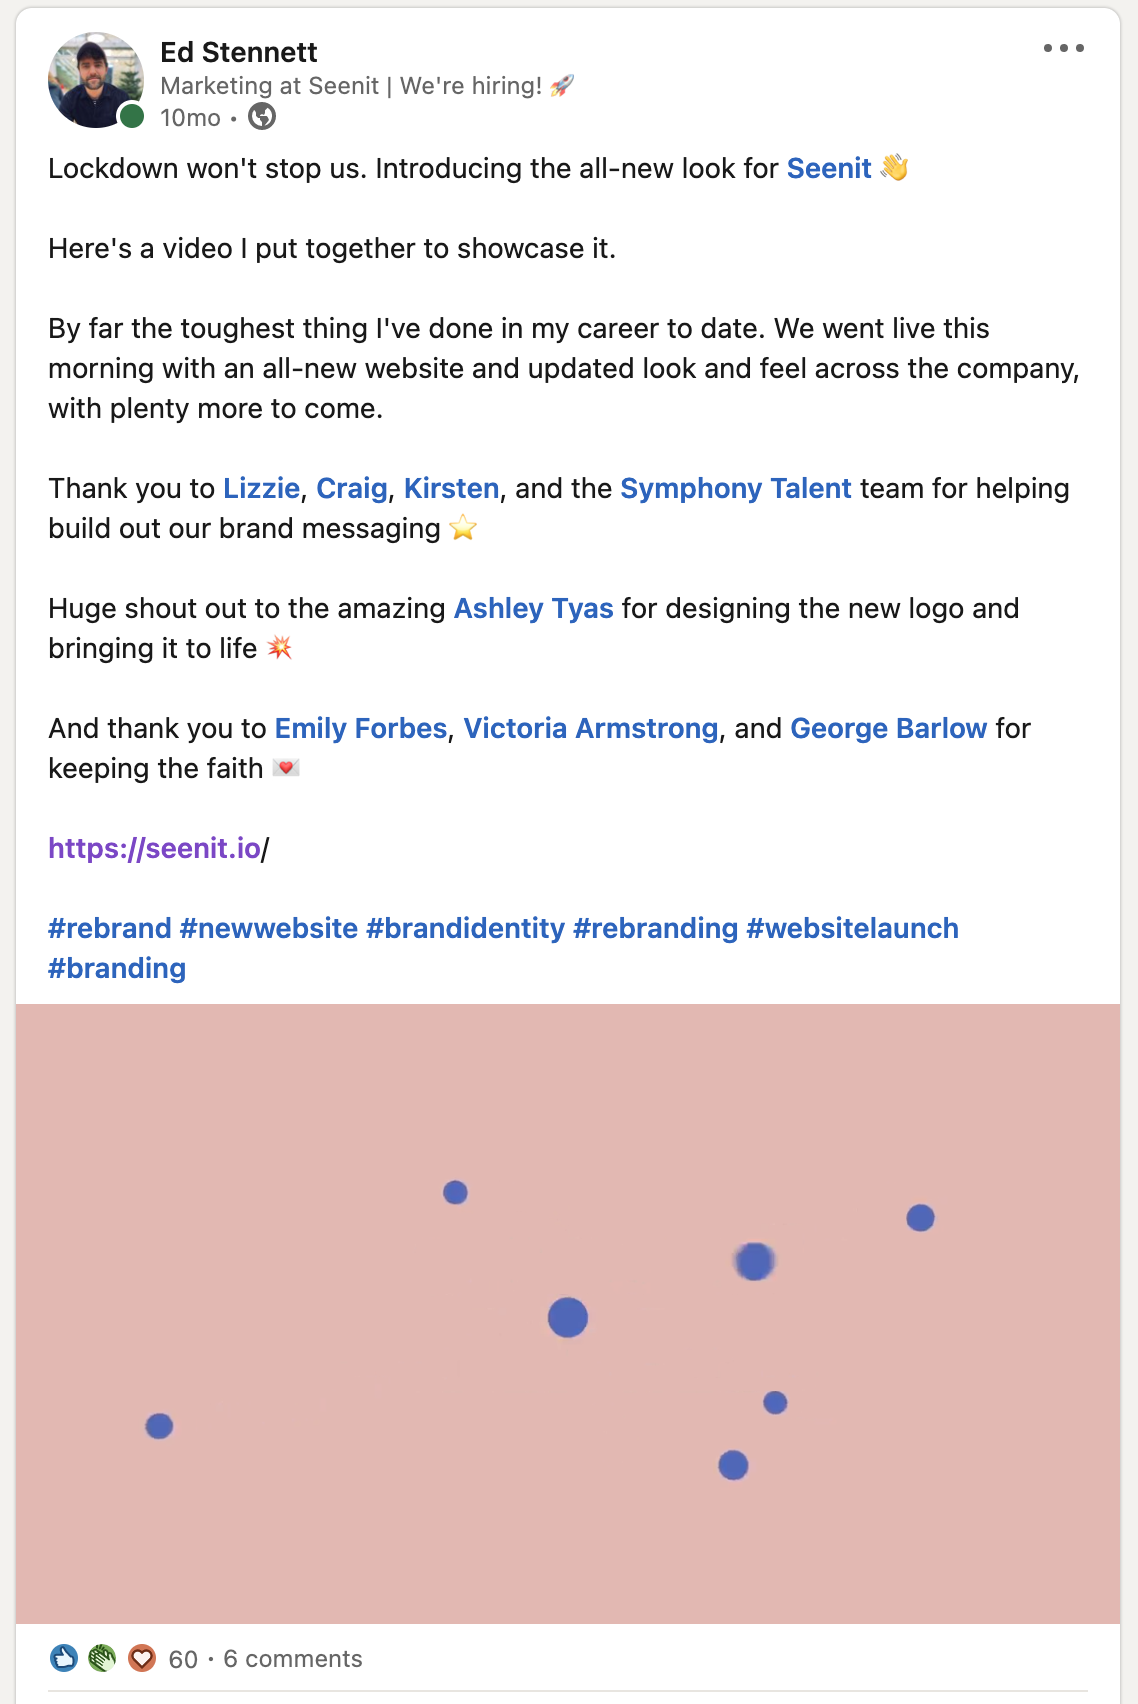 Ed Stennett
Marketing at Seenit | We're hiring! 🚀
10mo •
Lockdown won't stop us. Introducing the all-new look for Seenit 👋
Here's a video I put together to showcase it.
By far the toughest thing I've done in my career to date. We went live this
morning with an all-new website and updated look and feel across the company,
with plenty more to come.
Thank you to Lizzie, Craig, Kirsten, and the Symphony Talent team for helping
build out our brand messaging ⭐
Huge shout out to the amazing Ashley Tyas for designing the new logo and
bringing it to life 💥
And thank you to Emily Forbes, Victoria Armstrong, and George Barlow for
keeping the faith 💌
https://seenit.io/
#rebrand #newwebsite #brandidentity #rebranding #websitelaunch
#branding
60 • 6 comments